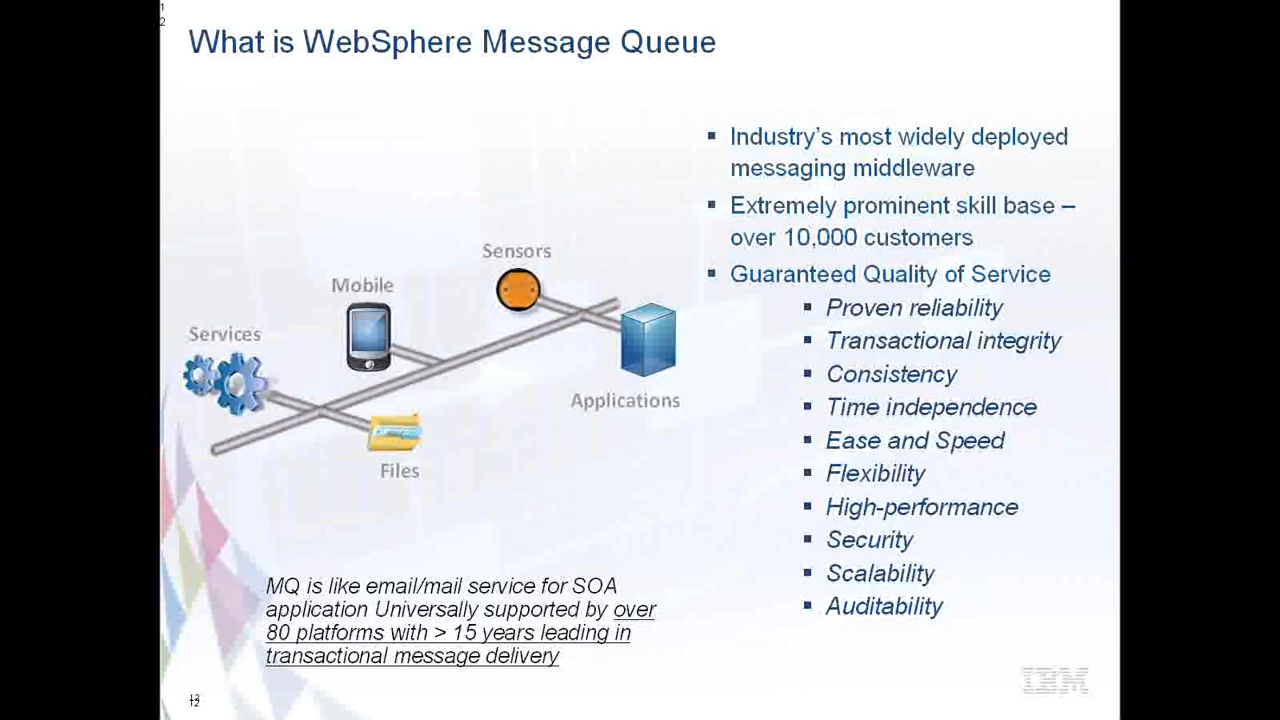 1
2
What is WebSphere Message Queue
▪ Industry's most widely deployed
messaging middleware
▪ Extremely prominent skill base –
over 10,000 customers
▪ Guaranteed Quality of Service
▪ Proven reliability
▪ Transactional integrity
▪ Consistency
▪ Time independence
▪ Ease and Speed
▪ Flexibility
▪ High-performance
▪ Security
▪ Scalability
▪ Auditability
Sensors
Mobile
Services
Applications
Files
MQ is like email/mail service for SOA
application Universally supported by over
80 platforms with > 15 years leading in
transactional message delivery
IBM